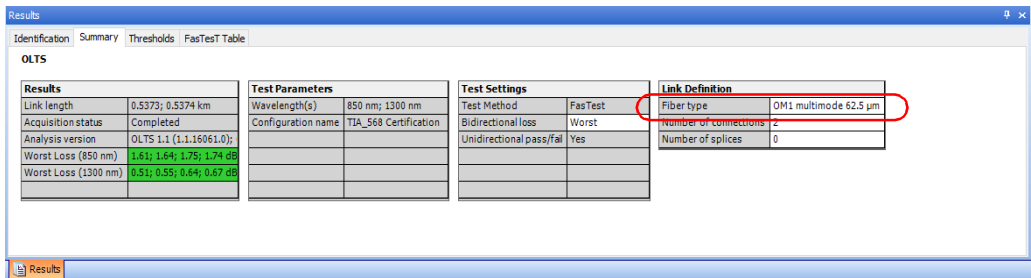 Results
Identification Summary Thresholds FasTesT Table
OLTS
Results
Link length 0.5373; 0.5374 km
Acquisition status Completed
Analysis version OLTS 1.1 (1.1.16061.0);
Worst Loss (850 nm) 1.61; 1.64; 1.75; 1.74 dB
Worst Loss (1300 nm) 0.51; 0.55; 0.64; 0.67 dB
Test Parameters
Wavelength(s) 850 nm; 1300 nm
Configuration name TIA_568 Certification
Test Settings
Test Method FasTest
Bidirectional loss Worst
Unidirectional pass/fail Yes
Link Definition
Fiber type OM1 multimode 62.5 µm
Number of connections 2
Number of splices 0
Results